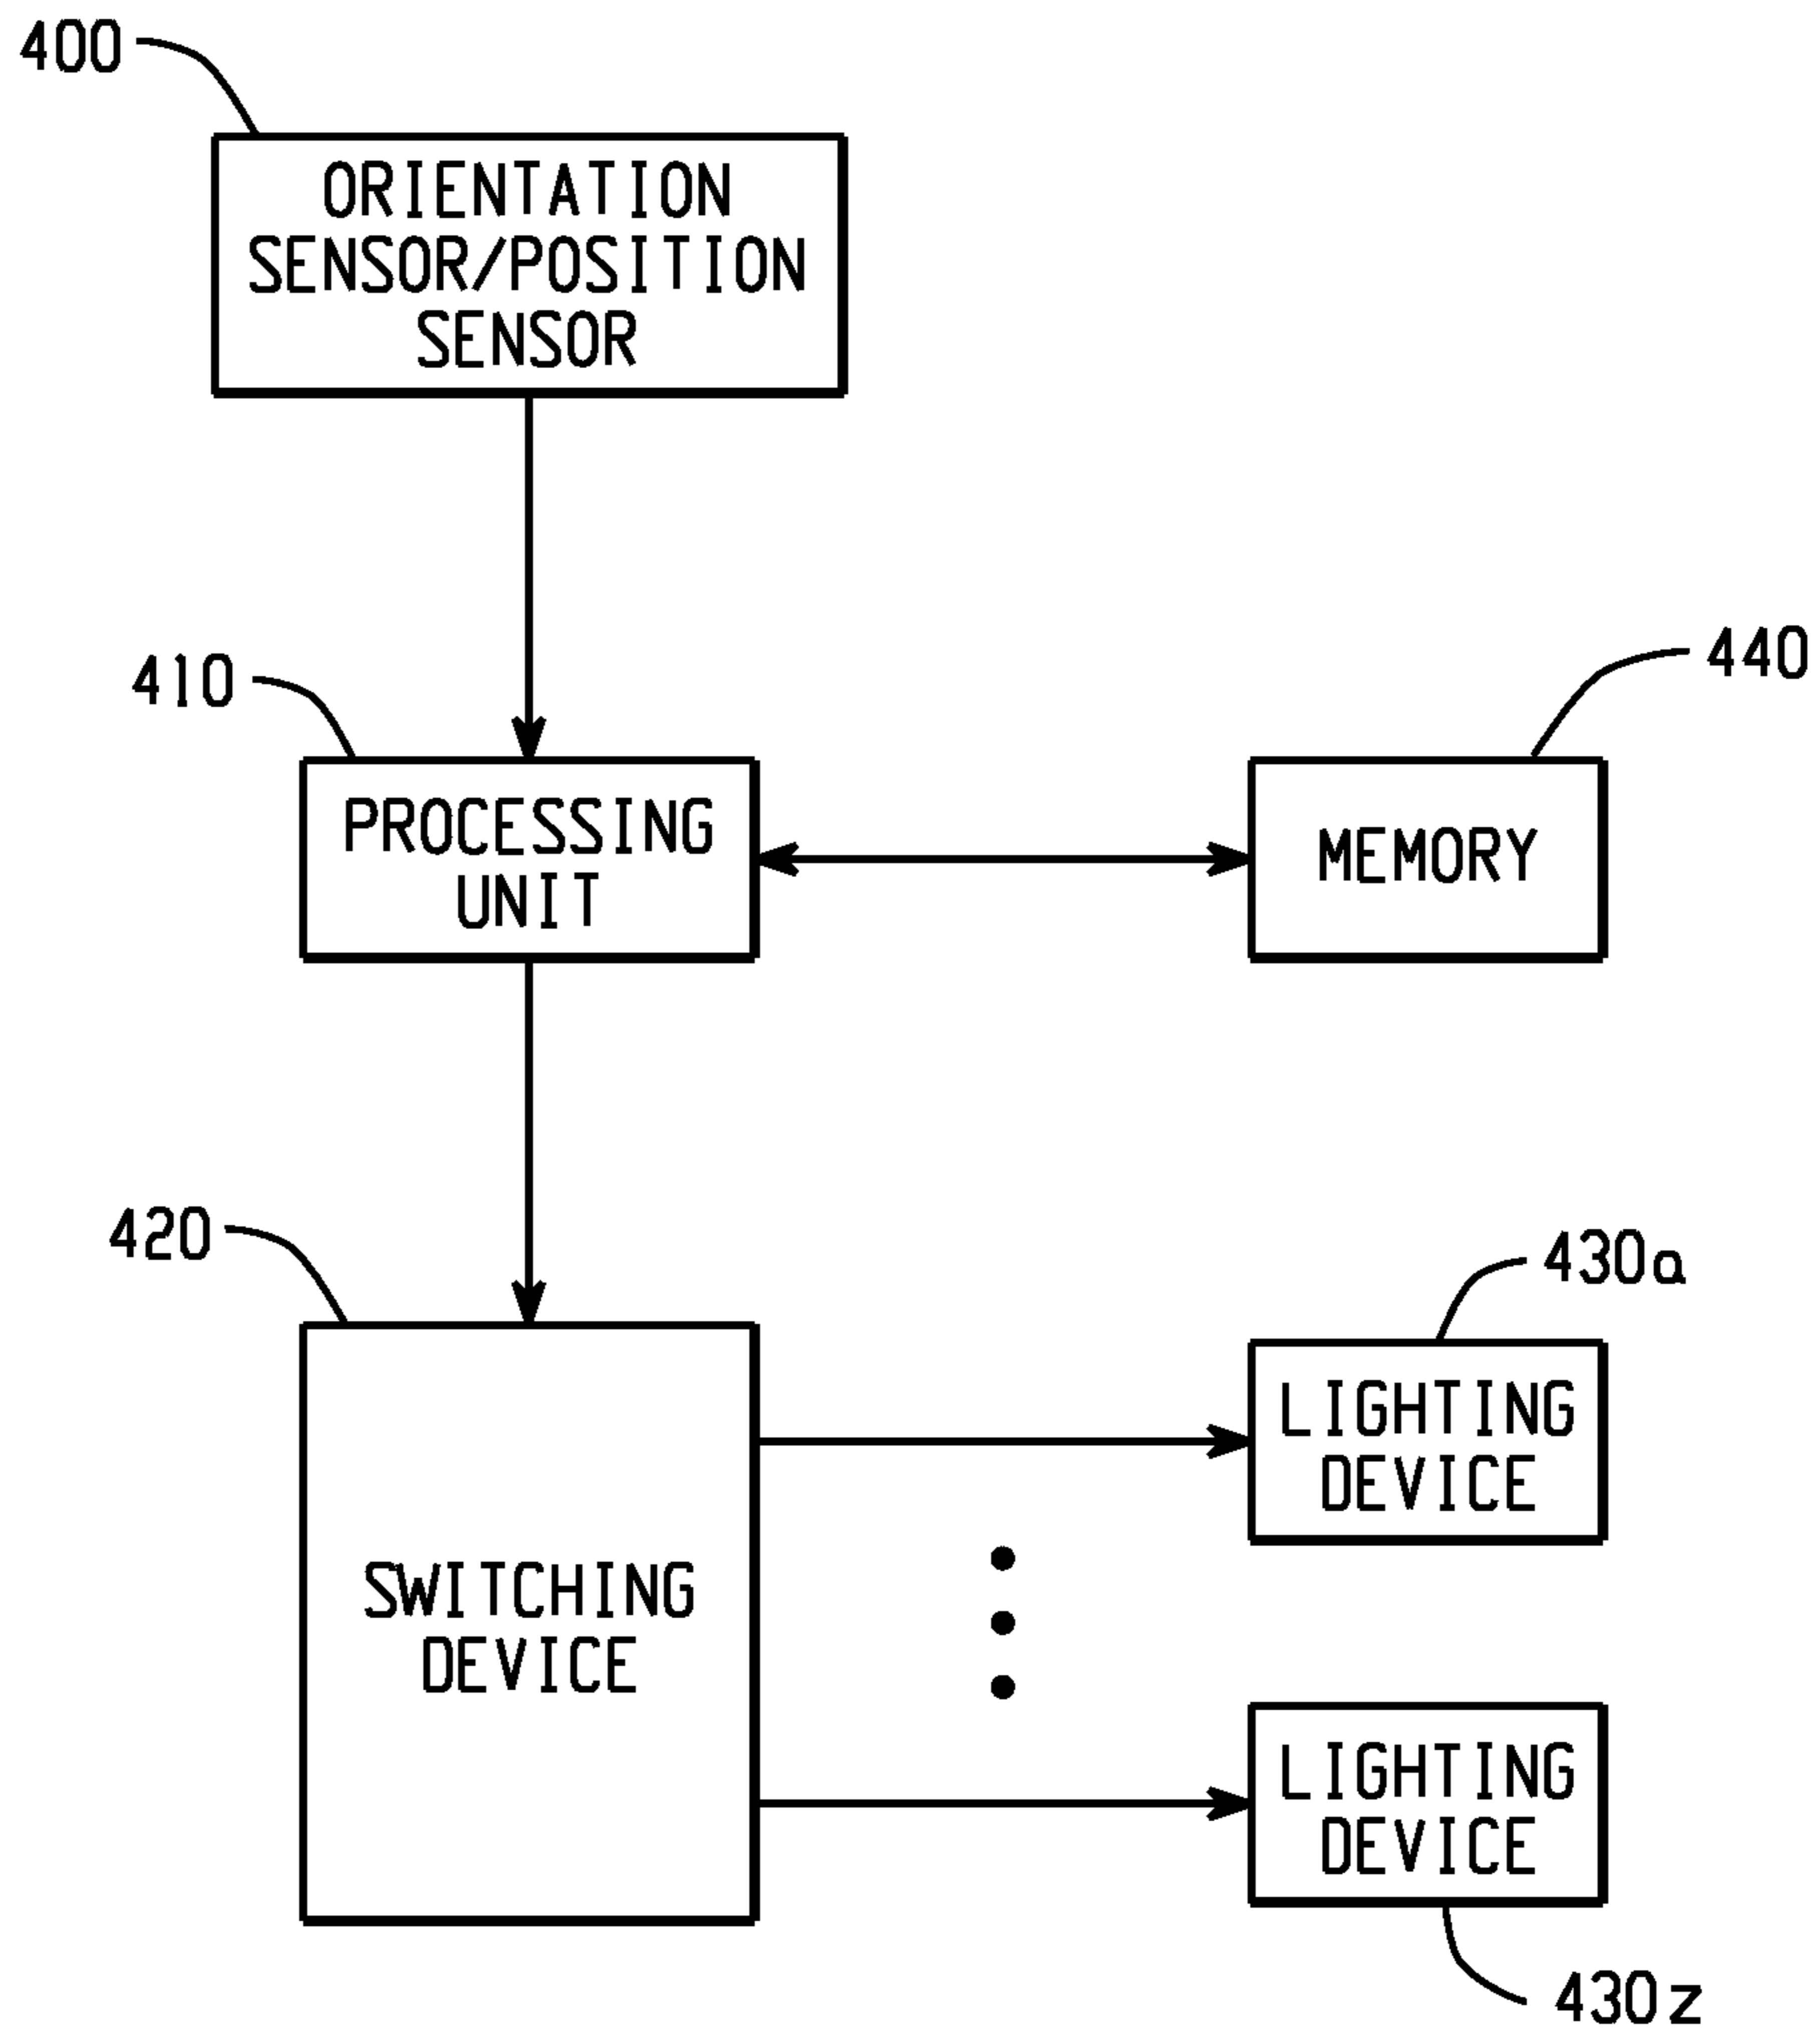 400
ORIENTATION
SENSOR/POSITION
SENSOR
410
PROCESSING
UNIT
440
MEMORY
420
SWITCHING
DEVICE
430a
LIGHTING
DEVICE
LIGHTING
DEVICE
430z